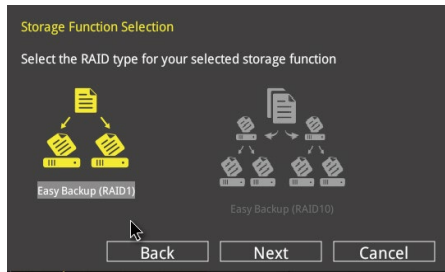 Storage Function Selection
Select the RAID type for your selected storage function
Easy Backup (RAID1)
Easy Backup (RAID10)
Back
Next
Cancel